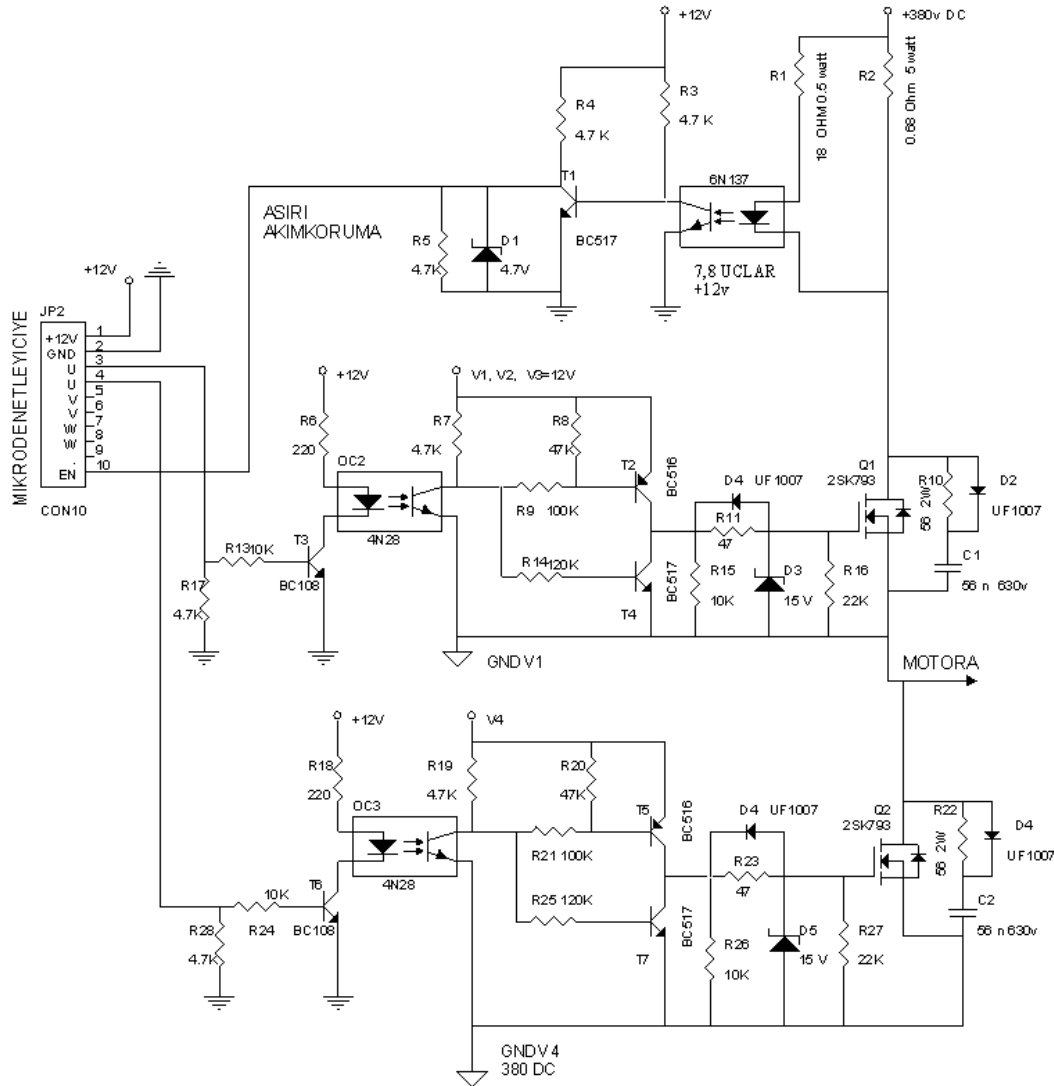 +12V
+380v DC
R1
18 OHM 0.5 watt
R2
0.68 Ohm 5 watt
R4
4.7 K
R3
4.7 K
T1
BC517
6N137
7,8 UCLAR
+12v
ASIRI
AKIMKORUMA
R5
4.7K
D1
4.7V
+12V
MIKRODENETLEYICIYE
JP2
+12V 1
GND 2
U 3
U 4
V 5
V 6
W 7
W 8
. 9
EN 10
CON10
+12V
V1, V2, V3=12V
R6
220
OC2
4N28
R7
4.7K
R8
47K
R9 100K
R14 120K
T2
BC516
BC517
T4
D4 UF1007
R11
47
R15
10K
D3
15 V
R16
22K
Q1
2SK793
R10
56 2W
D2
UF1007
C1
56 n 630v
R13 10K
T3
BC108
R17
4.7K
GND V1
MOTORA
+12V
V4
R18
220
OC3
4N28
R19
4.7K
R20
47K
R21 100K
R25 120K
T5
BC516
BC517
T7
D4 UF1007
R23
47
R26
10K
D5
15 V
R27
22K
Q2
2SK793
R22
56 2W
D4
UF1007
C2
56 n 630v
10K
R24
T6
BC108
R28
4.7K
GND V4
380 DC